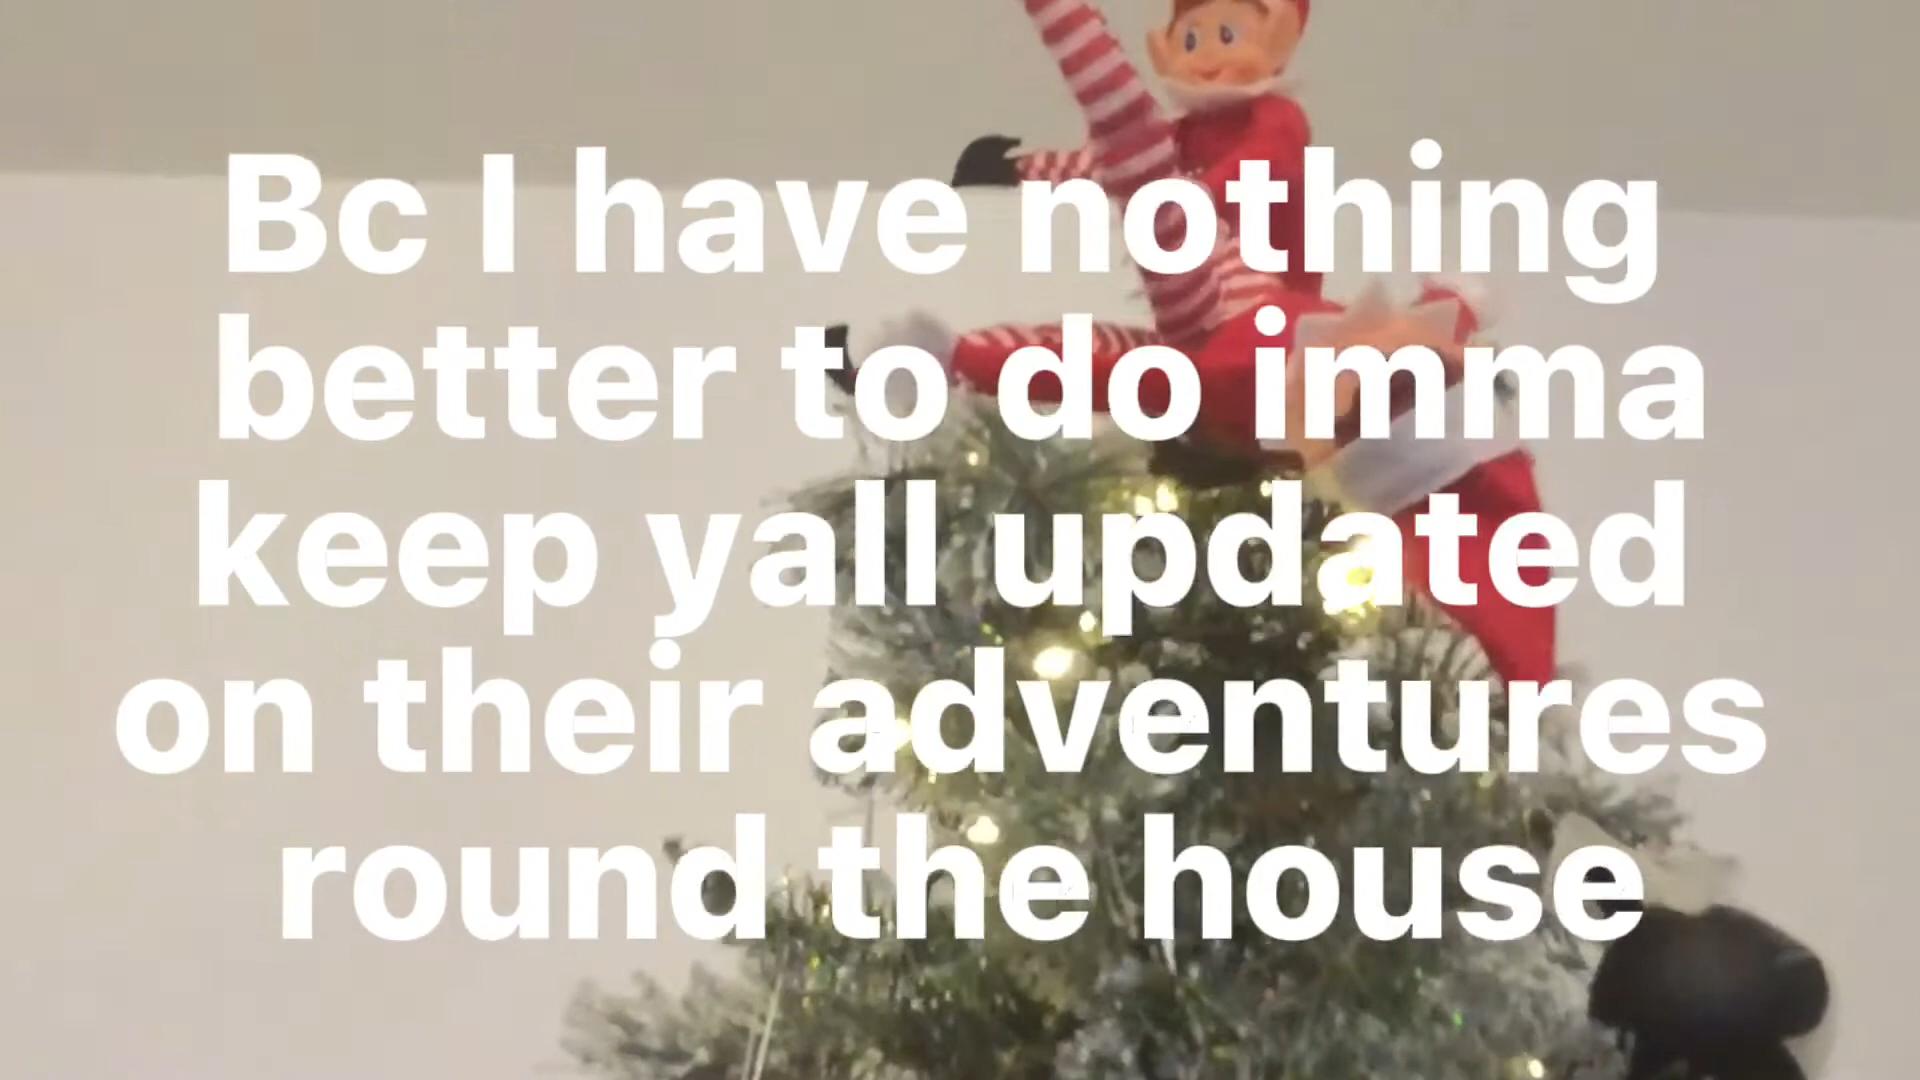 Bc I have nothing
better to do imma
keep yall updated
on their adventures
round the house